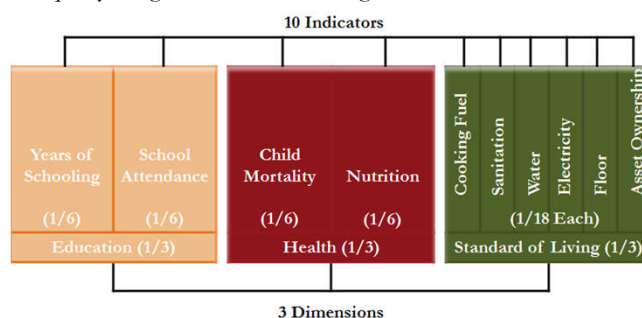 10 Indicators
Years of
Schooling
(1/6)
School
Attendance
(1/6)
Education (1/3)
Child
Mortality
(1/6)
Nutrition
(1/6)
Health (1/3)
Cooking Fuel
Sanitation
Water
Electricity
Floor
Asset Ownership
(1/18 Each)
Standard of Living (1/3)
3 Dimensions